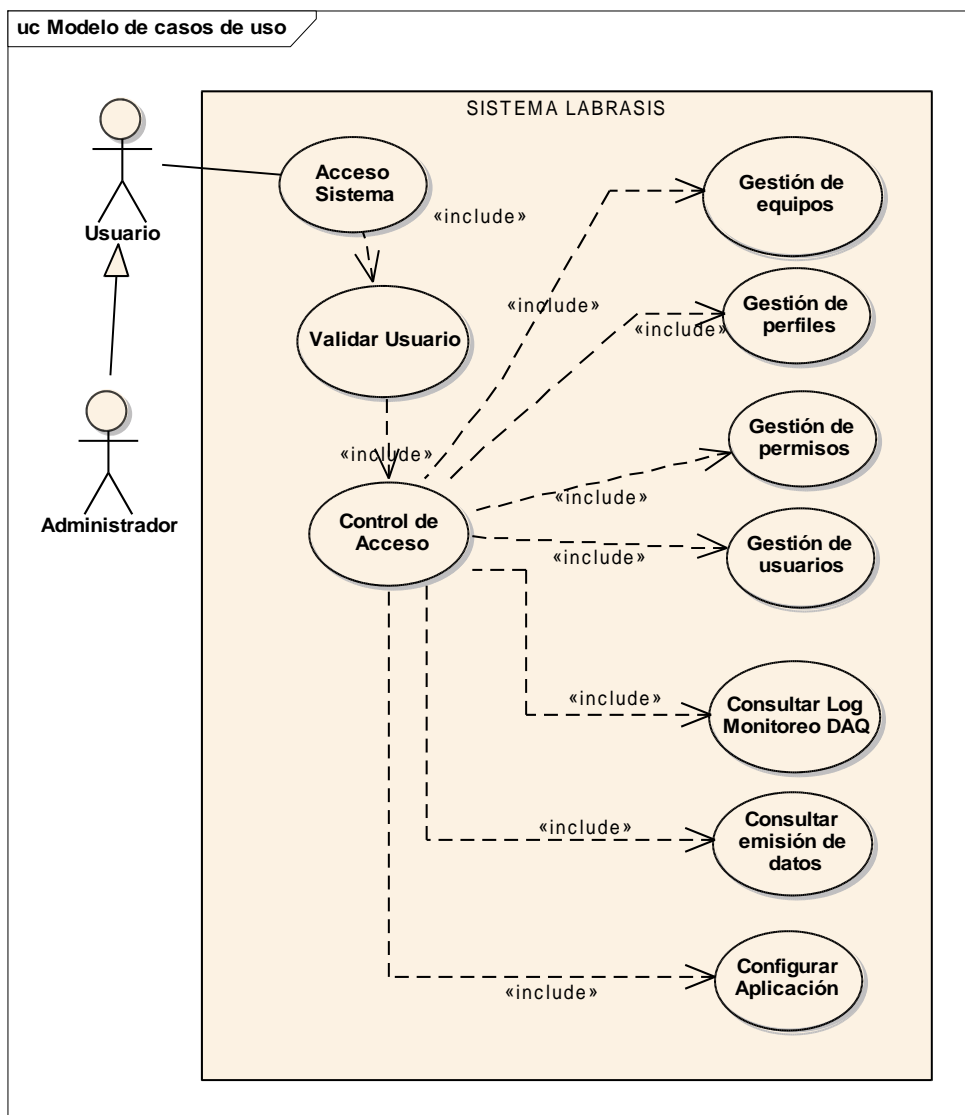 uc Modelo de casos de uso
SISTEMA LABRASIS
Usuario
Administrador
Acceso
Sistema
«include»
Validar Usuario
«include»
Control de
Acceso
«include»
Gestión de
equipos
«include»
Gestión de
perfiles
«include»
Gestión de
permisos
«include»
Gestión de
usuarios
«include»
Consultar Log
Monitoreo DAQ
«include»
Consultar
emisión de
datos
«include»
Configurar
Aplicación